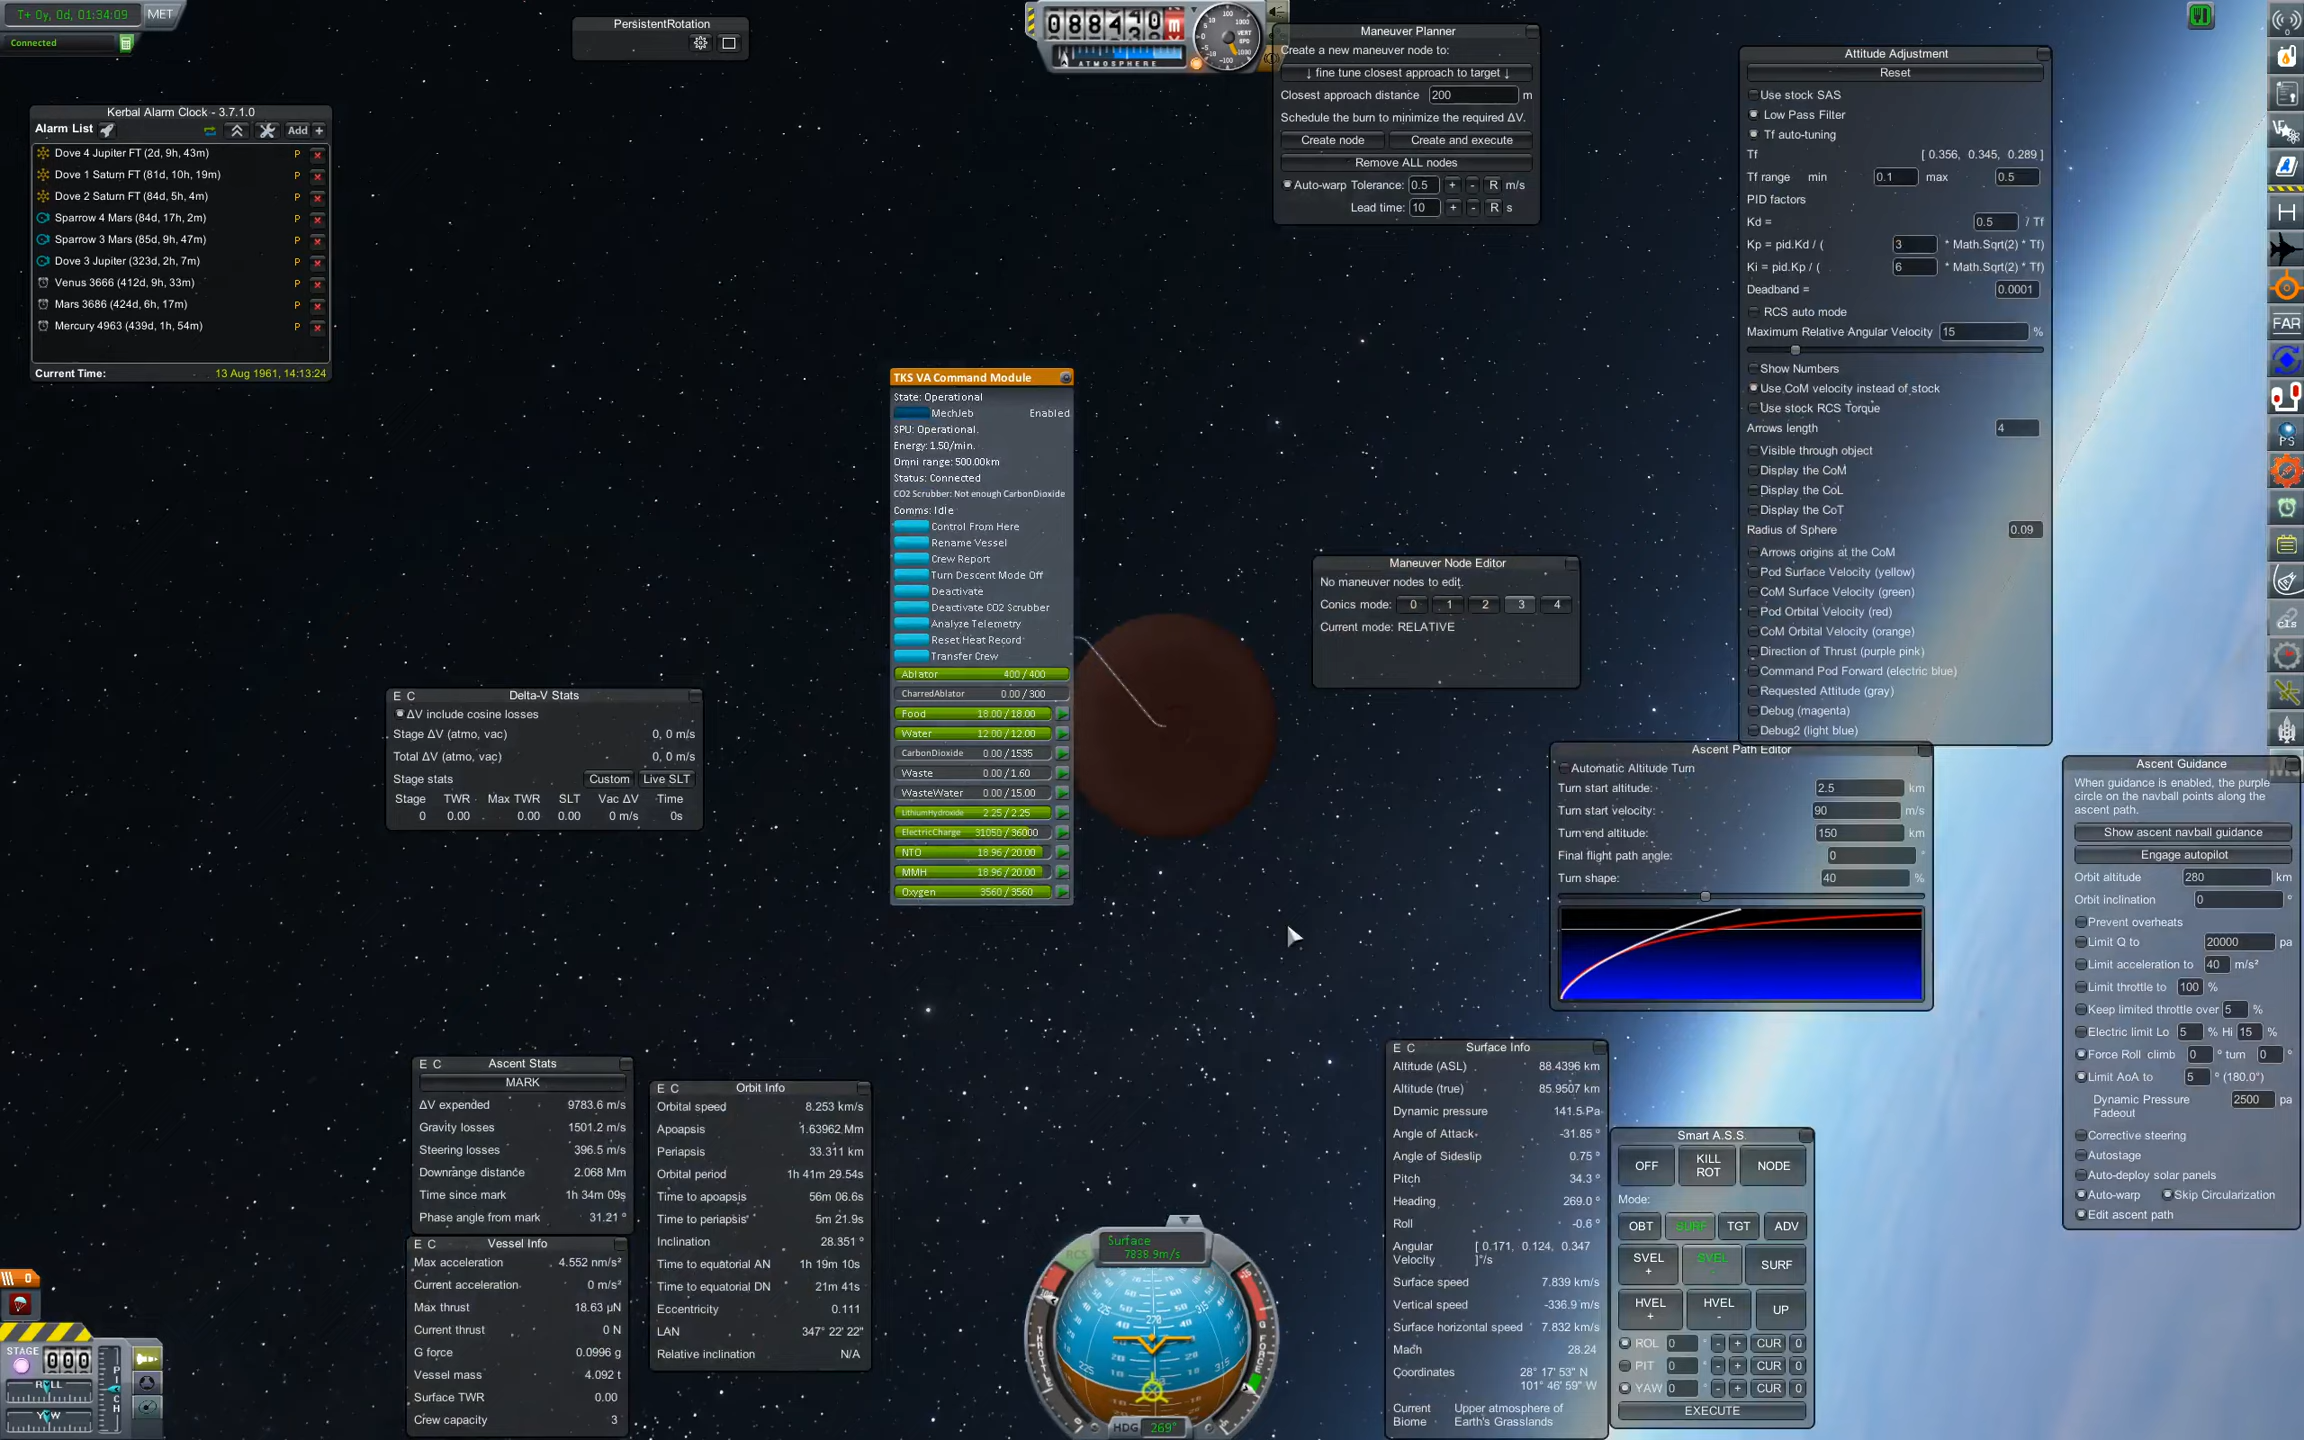 T+ 0y, 0d, 01:34:09 MET
Connected
PersistentRotation
088430 m
ATMOSPHERE
Kerbal Alarm Clock - 3.7.1.0
Alarm List Add +
Dove 4 Jupiter FT (2d, 9h, 43m) P
Dove 1 Saturn FT (81d, 10h, 19m) P
Dove 2 Saturn FT (84d, 5h, 4m) P
Sparrow 4 Mars (84d, 17h, 2m) P
Sparrow 3 Mars (85d, 9h, 47m) P
Dove 3 Jupiter (323d, 2h, 7m) P
Venus 3666 (412d, 9h, 33m) P
Mars 3686 (424d, 6h, 17m) P
Mercury 4963 (439d, 1h, 54m) P
Current Time: 13 Aug 1961, 14:13:24
Maneuver Planner
Create a new maneuver node to:
↓ fine tune closest approach to target ↓
Closest approach distance 200 m
Schedule the burn to minimize the required ΔV.
Create node Create and execute
Remove ALL nodes
Auto-warp Tolerance: 0.5 + - R m/s
Lead time: 10 + - R s
Attitude Adjustment
Reset
Use stock SAS
Low Pass Filter
Tf auto-tuning
Tf [ 0.356, 0.345, 0.289 ]
Tf range min 0.1 max 0.5
PID factors
Kd = 0.5 / Tf
Kp = pid.Kd / ( 3 * Math.Sqrt(2) * Tf)
Ki = pid.Kp / ( 6 * Math.Sqrt(2) * Tf)
Deadband = 0.0001
RCS auto mode
Maximum Relative Angular Velocity 15 %
Show Numbers
Use CoM velocity instead of stock
Use stock RCS Torque
Arrows length 4
Visible through object
Display the CoM
Display the CoL
Display the CoT
Radius of Sphere 0.09
Arrows origins at the CoM
Pod Surface Velocity (yellow)
CoM Surface Velocity (green)
Pod Orbital Velocity (red)
CoM Orbital Velocity (orange)
Direction of Thrust (purple pink)
Command Pod Forward (electric blue)
Requested Attitude (gray)
Debug (magenta)
Debug2 (light blue)
TKS VA Command Module
State: Operational
MechJeb Enabled
SPU: Operational.
Energy: 1.50/min.
Omni range: 500.00km
Status: Connected
CO2 Scrubber: Not enough CarbonDioxide
Comms: Idle
Control From Here
Rename Vessel
Crew Report
Turn Descent Mode Off
Deactivate
Deactivate CO2 Scrubber
Analyze Telemetry
Reset Heat Record
Transfer Crew
Ablator 400 / 400
CharredAblator 0.00 / 300
Food 18.00 / 18.00
Water 12.00 / 12.00
CarbonDioxide 0.00 / 1535
Waste 0.00 / 1.60
WasteWater 0.00 / 15.00
LithiumHydroxide 2.25 / 2.25
ElectricCharge 31050 / 36000
NTO 18.96 / 20.00
MMH 18.96 / 20.00
Oxygen 3560 / 3560
Maneuver Node Editor
No maneuver nodes to edit.
Conics mode: 0 1 2 3 4
Current mode: RELATIVE
E C Delta-V Stats
ΔV include cosine losses
Stage ΔV (atmo, vac) 0, 0 m/s
Total ΔV (atmo, vac) 0, 0 m/s
Stage stats Custom Live SLT
Stage TWR Max TWR SLT Vac ΔV Time
0 0.00 0.00 0.00 0 m/s 0s
Ascent Path Editor
Automatic Altitude Turn
Turn start altitude: 2.5 km
Turn start velocity: 90 m/s
Turn end altitude: 150 km
Final flight path angle: 0 °
Turn shape: 40 %
Ascent Guidance
When guidance is enabled, the purple
circle on the navball points along the
ascent path.
Show ascent navball guidance
Engage autopilot
Orbit altitude 280 km
Orbit inclination 0 °
Prevent overheats
Limit Q to 20000 pa
Limit acceleration to 40 m/s²
Limit throttle to 100 %
Keep limited throttle over 5 %
Electric limit Lo 5 % Hi 15 %
Force Roll climb 0 ° turn 0 °
Limit AoA to 5 ° (180.0°)
Dynamic Pressure
Fadeout 2500 pa
Corrective steering
Autostage
Auto-deploy solar panels
Auto-warp Skip Circularization
Edit ascent path
E C Ascent Stats
MARK
ΔV expended 9783.6 m/s
Gravity losses 1501.2 m/s
Steering losses 396.5 m/s
Downrange distance 2.068 Mm
Time since mark 1h 34m 09s
Phase angle from mark 31.21 °
E C Vessel Info
Max acceleration 4.552 nm/s²
Current acceleration 0 m/s²
Max thrust 18.63 µN
Current thrust 0 N
G force 0.0996 g
Vessel mass 4.092 t
Surface TWR 0.00
Crew capacity 3
E C Orbit Info
Orbital speed 8.253 km/s
Apoapsis 1.63962 Mm
Periapsis 33.311 km
Orbital period 1h 41m 29.54s
Time to apoapsis 56m 06.6s
Time to periapsis 5m 21.9s
Inclination 28.351 °
Time to equatorial AN 1h 19m 10s
Time to equatorial DN 21m 41s
Eccentricity 0.111
LAN 347° 22' 22"
Relative inclination N/A
RCS Surface
7838.9m/s
HDG 269°
E C Surface Info
Altitude (ASL) 88.4396 km
Altitude (true) 85.9507 km
Dynamic pressure 141.5 Pa
Angle of Attack -31.85 °
Angle of Sideslip 0.75 °
Pitch 34.3 °
Heading 269.0 °
Roll -0.6 °
Angular
Velocity [ 0.171, 0.124, 0.347
]°/s
Surface speed 7.839 km/s
Vertical speed -336.9 m/s
Surface horizontal speed 7.832 km/s
Mach 28.24
Coordinates 28° 17' 53" N
101° 46' 59" W
Current
Biome Upper atmosphere of
Earth's Grasslands
Smart A.S.S.
OFF KILL
ROT NODE
Mode:
OBT SURF TGT ADV
SVEL
+ SVEL
- SURF
HVEL
+ HVEL
- UP
ROL 0 ° - + CUR 0
PIT 0 ° - + CUR 0
YAW 0 ° - + CUR 0
EXECUTE
0
STAGE 000
ROLL
YAW
PITCH
FAR
PS
cls